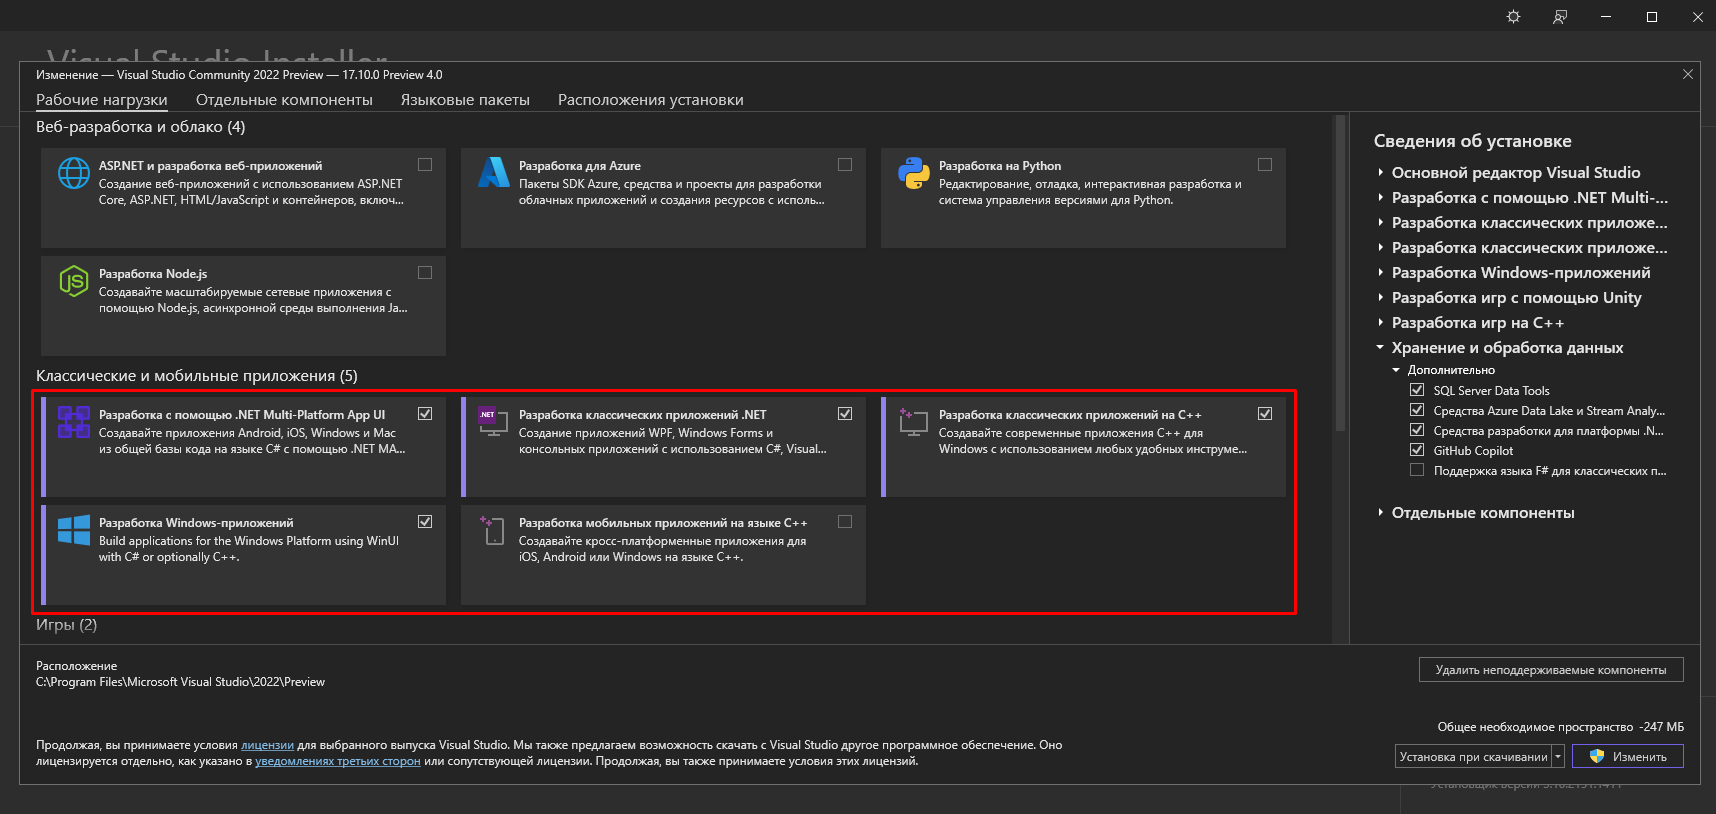 Visual Studio Installer
Изменение — Visual Studio Community 2022 Preview — 17.10.0 Preview 4.0
Рабочие нагрузки
Отдельные компоненты
Языковые пакеты
Расположения установки
Веб-разработка и облако (4)
ASP.NET и разработка веб-приложений
Создание веб-приложений с использованием ASP.NET
Core, ASP.NET, HTML/JavaScript и контейнеров, включ...
Разработка для Azure
Пакеты SDK Azure, средства и проекты для разработки
облачных приложений и создания ресурсов с исполь...
Разработка на Python
Редактирование, отладка, интерактивная разработка и
система управления версиями для Python.
Разработка Node.js
Создавайте масштабируемые сетевые приложения с
помощью Node.js, асинхронной среды выполнения Ja...
Классические и мобильные приложения (5)
Разработка с помощью .NET Multi-Platform App UI
Создавайте приложения Android, iOS, Windows и Mac
из общей базы кода на языке C# с помощью .NET MA...
.NET
Разработка классических приложений .NET
Создание приложений WPF, Windows Forms и
консольных приложений с использованием C#, Visual...
Разработка классических приложений на C++
Создавайте современные приложения C++ для
Windows с использованием любых удобных инструме...
Разработка Windows-приложений
Build applications for the Windows Platform using WinUI
with C# or optionally C++.
Разработка мобильных приложений на языке C++
Создавайте кросс-платформенные приложения для
iOS, Android или Windows на языке C++.
Игры (2)
Сведения об установке
Основной редактор Visual Studio
Разработка с помощью .NET Multi-...
Разработка классических приложе...
Разработка классических приложе...
Разработка Windows-приложений
Разработка игр с помощью Unity
Разработка игр на C++
Хранение и обработка данных
Дополнительно
SQL Server Data Tools
Средства Azure Data Lake и Stream Analy...
Средства разработки для платформы .N...
GitHub Copilot
Поддержка языка F# для классических п...
Отдельные компоненты
Расположение
C:\Program Files\Microsoft Visual Studio\2022\Preview
Удалить неподдерживаемые компоненты
Общее необходимое пространство -247 МБ
Продолжая, вы принимаете условия лицензии для выбранного выпуска Visual Studio. Мы также предлагаем возможность скачать с Visual Studio другое программное обеспечение. Оно
лицензируется отдельно, как указано в уведомлениях третьих сторон или сопутствующей лицензии. Продолжая, вы также принимаете условия этих лицензий.
Установка при скачивании
Изменить
Установщик версии